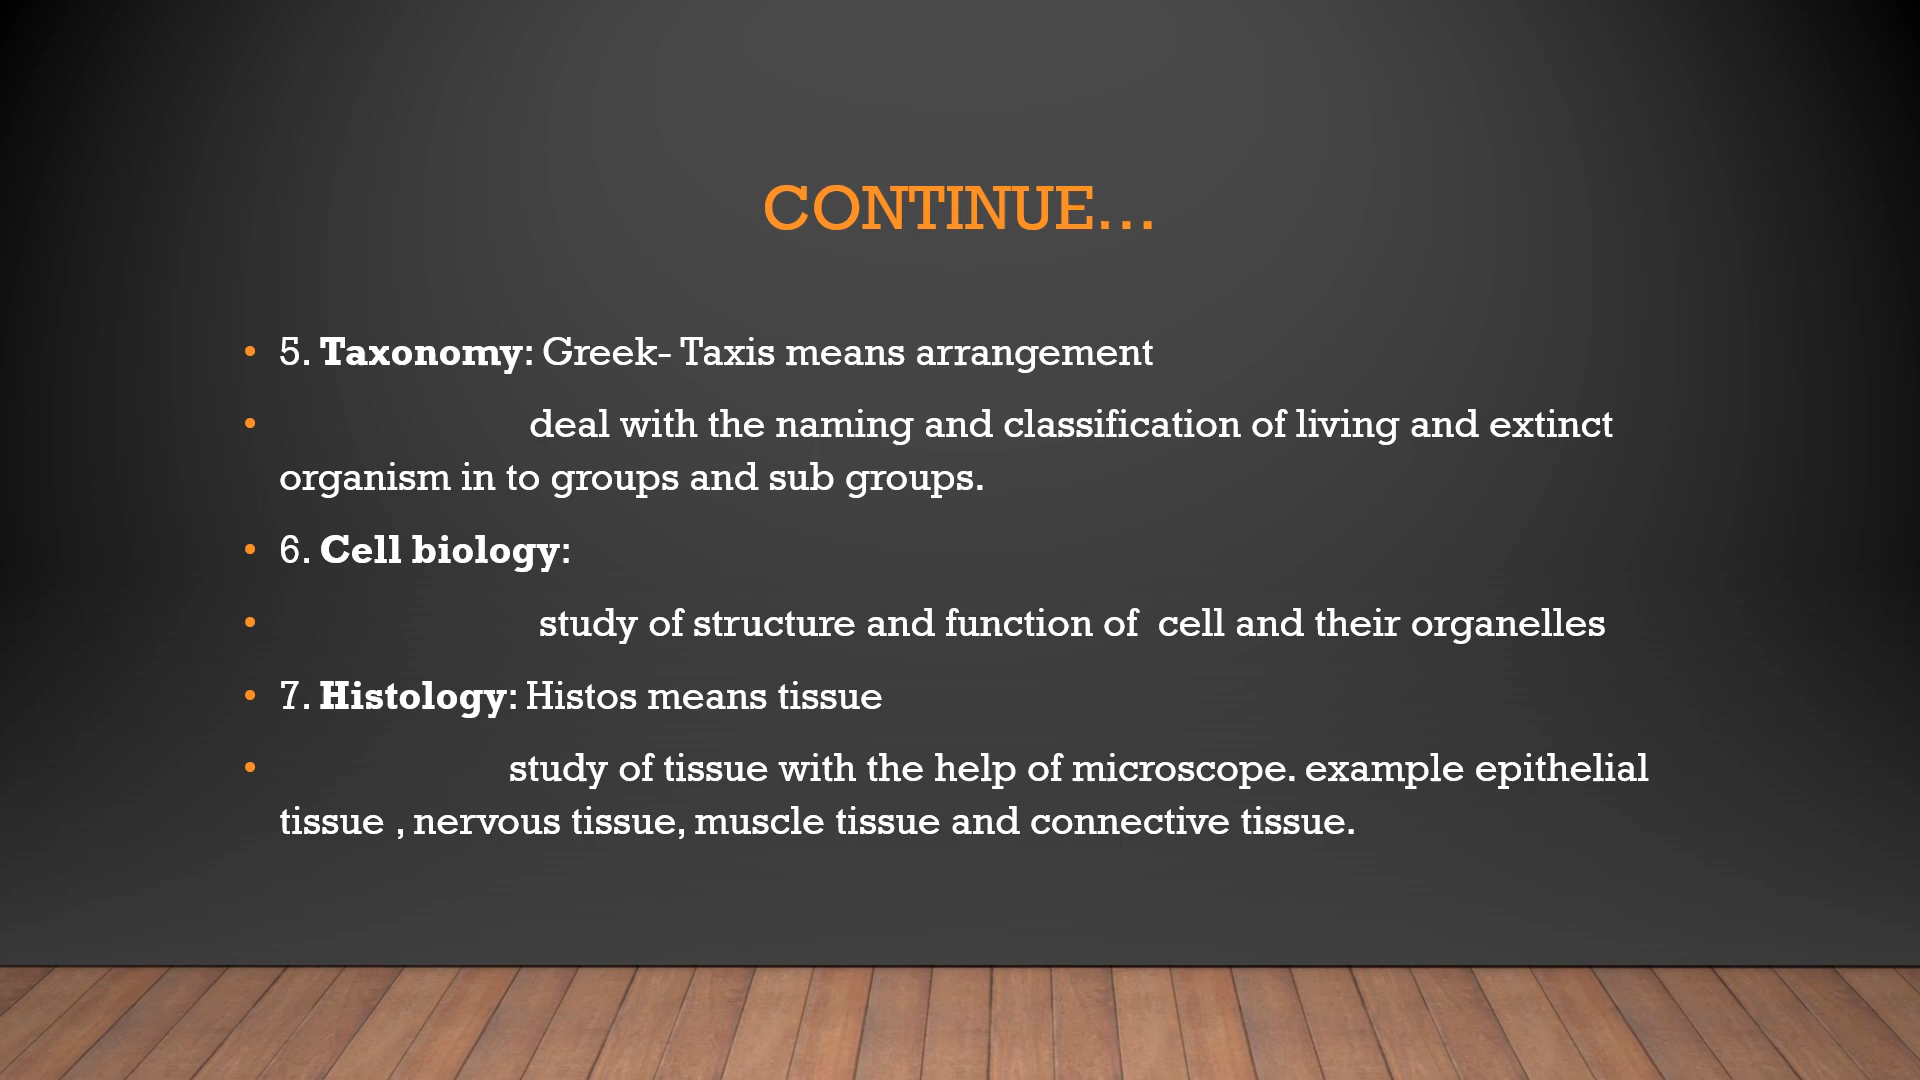 CONTINUE...
• 5. Taxonomy: Greek- Taxis means arrangement
• deal with the naming and classification of living and extinct
organism in to groups and sub groups.
• 6. Cell biology:
• study of structure and function of  cell and their organelles
• 7. Histology: Histos means tissue
• study of tissue with the help of microscope. example epithelial
tissue , nervous tissue, muscle tissue and connective tissue.